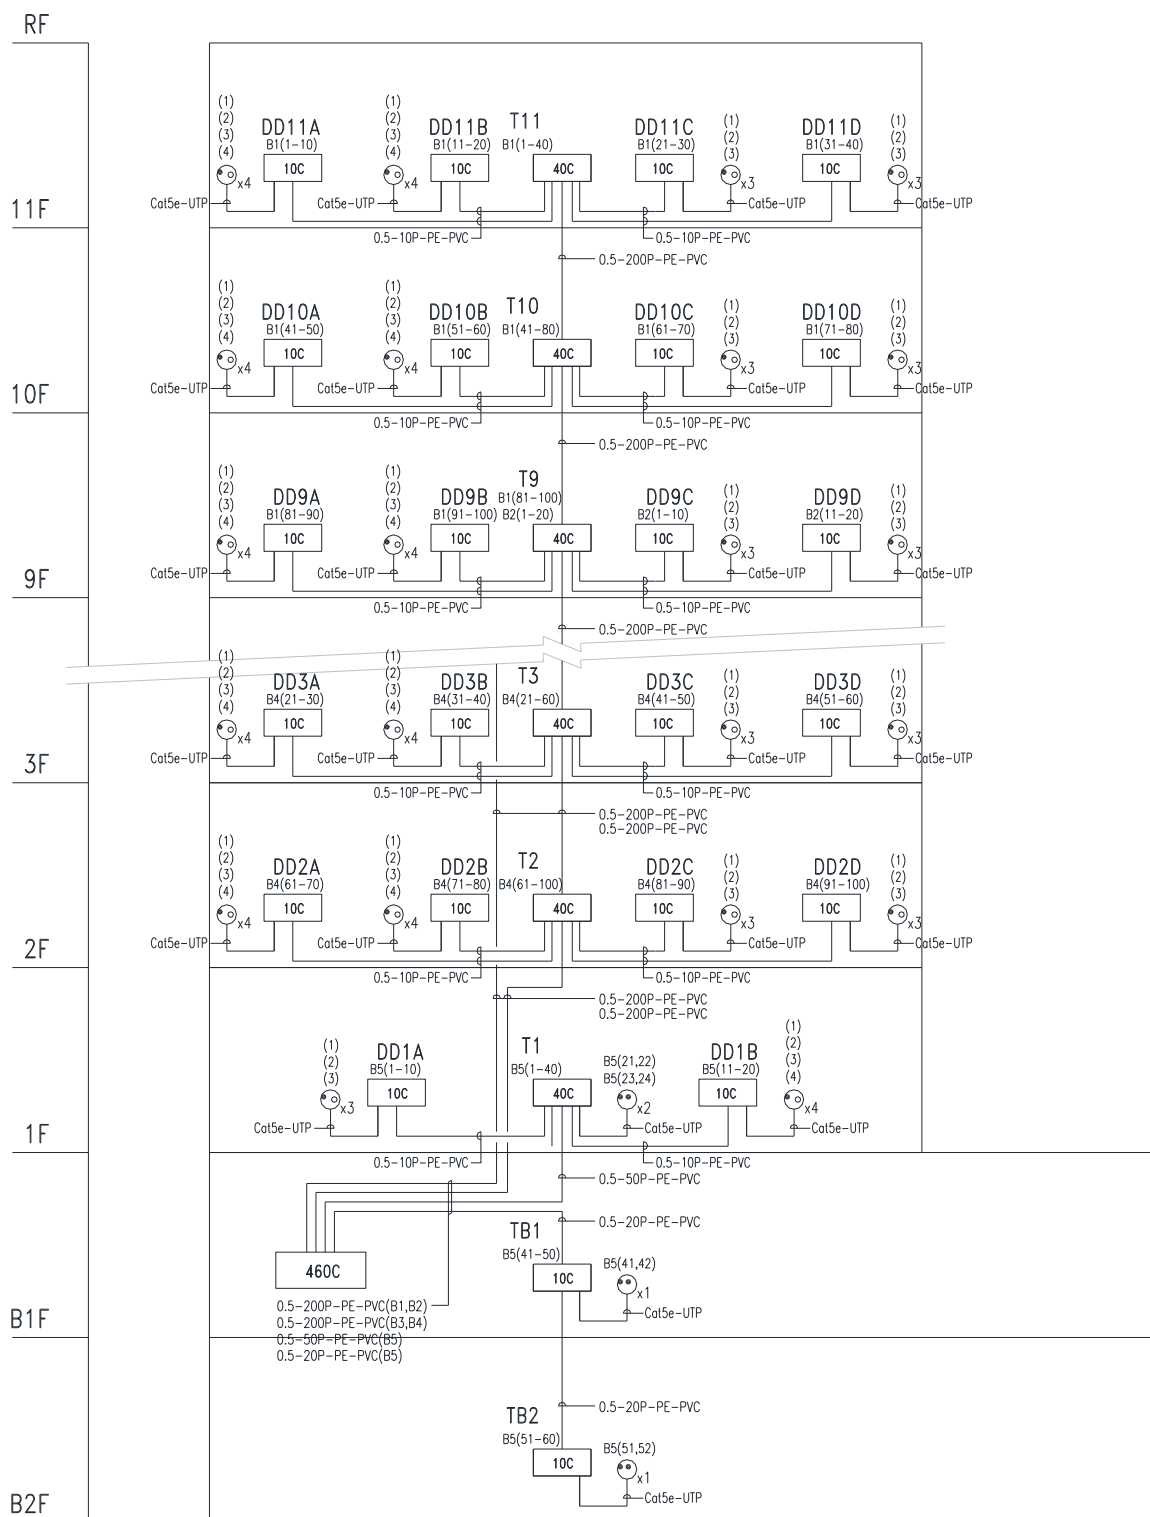 RF
(1)
(2)
(3)
(4)
DD11A
B1(1-10)
10C
x4
Cat5e-UTP
(1)
(2)
(3)
(4)
DD11B
B1(11-20)
10C
x4
Cat5e-UTP
T11
B1(1-40)
40C
DD11C
B1(21-30)
10C
(1)
(2)
(3)
x3
Cat5e-UTP
DD11D
B1(31-40)
10C
(1)
(2)
(3)
x3
Cat5e-UTP
11F
0.5-10P-PE-PVC
0.5-10P-PE-PVC
0.5-200P-PE-PVC
(1)
(2)
(3)
(4)
DD10A
B1(41-50)
10C
x4
Cat5e-UTP
(1)
(2)
(3)
(4)
DD10B
B1(51-60)
10C
x4
Cat5e-UTP
T10
B1(41-80)
40C
DD10C
B1(61-70)
10C
(1)
(2)
(3)
x3
Cat5e-UTP
DD10D
B1(71-80)
10C
(1)
(2)
(3)
x3
Cat5e-UTP
10F
0.5-10P-PE-PVC
0.5-10P-PE-PVC
0.5-200P-PE-PVC
(1)
(2)
(3)
(4)
DD9A
B1(81-90)
10C
x4
Cat5e-UTP
(1)
(2)
(3)
(4)
DD9B
B1(91-100)
10C
x4
Cat5e-UTP
T9
B1(81-100)
B2(1-20)
40C
DD9C
B2(1-10)
10C
(1)
(2)
(3)
x3
Cat5e-UTP
DD9D
B2(11-20)
10C
(1)
(2)
(3)
x3
Cat5e-UTP
9F
0.5-10P-PE-PVC
0.5-10P-PE-PVC
0.5-200P-PE-PVC
(1)
(2)
(3)
(4)
DD3A
B4(21-30)
10C
x4
Cat5e-UTP
(1)
(2)
(3)
(4)
DD3B
B4(31-40)
10C
x4
Cat5e-UTP
T3
B4(21-60)
40C
DD3C
B4(41-50)
10C
(1)
(2)
(3)
x3
Cat5e-UTP
DD3D
B4(51-60)
10C
(1)
(2)
(3)
x3
Cat5e-UTP
3F
0.5-10P-PE-PVC
0.5-10P-PE-PVC
0.5-200P-PE-PVC
0.5-200P-PE-PVC
(1)
(2)
(3)
(4)
DD2A
B4(61-70)
10C
x4
Cat5e-UTP
(1)
(2)
(3)
(4)
DD2B
B4(71-80)
10C
x4
Cat5e-UTP
T2
B4(61-100)
40C
DD2C
B4(81-90)
10C
(1)
(2)
(3)
x3
Cat5e-UTP
DD2D
B4(91-100)
10C
(1)
(2)
(3)
x3
Cat5e-UTP
2F
0.5-10P-PE-PVC
0.5-10P-PE-PVC
0.5-200P-PE-PVC
0.5-200P-PE-PVC
(1)
(2)
(3)
x3
Cat5e-UTP
DD1A
B5(1-10)
10C
T1
B5(1-40)
40C
B5(21,22)
B5(23,24)
x2
Cat5e-UTP
DD1B
B5(11-20)
10C
(1)
(2)
(3)
(4)
x4
Cat5e-UTP
1F
0.5-10P-PE-PVC
0.5-10P-PE-PVC
0.5-50P-PE-PVC
0.5-20P-PE-PVC
TB1
B5(41-50)
10C
B5(41,42)
x1
Cat5e-UTP
460C
0.5-200P-PE-PVC(B1,B2)
0.5-200P-PE-PVC(B3,B4)
0.5-50P-PE-PVC(B5)
0.5-20P-PE-PVC(B5)
B1F
0.5-20P-PE-PVC
TB2
B5(51-60)
10C
B5(51,52)
x1
Cat5e-UTP
B2F